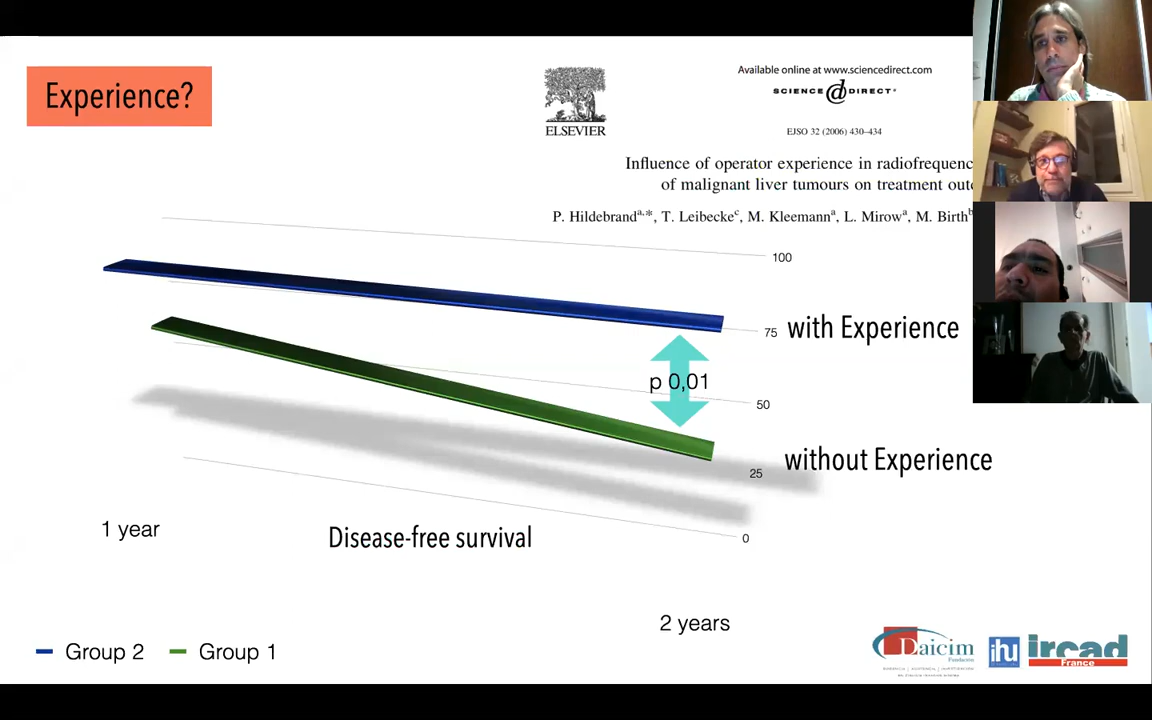 Experience?
ELSEVIER
Available online at www.sciencedirect.com
SCIENCE DIRECT
EJSO 32 (2006) 430–434
Influence of operator experience in radiofrequenc
of malignant liver tumours on treatment outc
P. Hildebrand a,*, T. Leibecke c, M. Kleemann a, L. Mirow a, M. Birth b
100
75
with Experience
p 0,01
50
25
without Experience
0
1 year
Disease-free survival
2 years
Group 2
Group 1
Daicim
Fundación
ihu
ircad
France